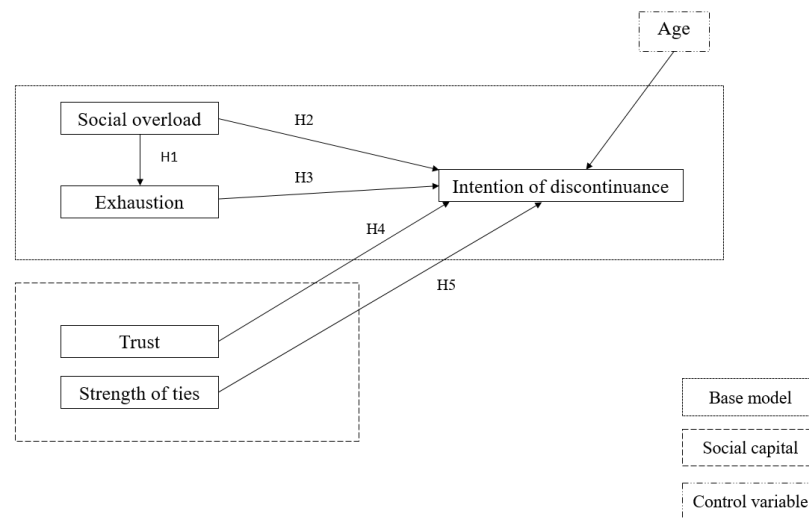 Age
Social overload
H2
H1
Intention of discontinuance
H3
Exhaustion
H4
H5
Trust
Strength of ties
Base model
Social capital
Control variable